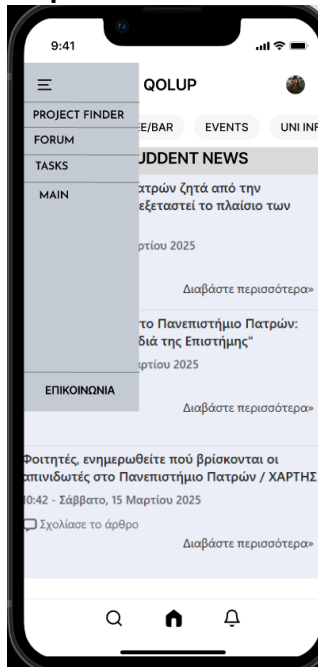 9:41
QOLUP
PROJECT FINDER
FORUM
TASKS
MAIN
ΕΠΙΚΟΙΝΩΝΙΑ
E/BAR EVENTS UNI INF
UDDENT NEWS
ατρών ζητά από την
εξεταστεί το πλαίσιο των
ρτίου 2025
Διαβάστε περισσότερα»
το Πανεπιστήμιο Πατρών:
διά της Επιστήμης"
ρτίου 2025
Διαβάστε περισσότερα»
Φοιτητές, ενημερωθείτε πού βρίσκονται οι
απινιδωτές στο Πανεπιστήμιο Πατρών / ΧΑΡΤΗΣ
10:42 - Σάββατο, 15 Μαρτίου 2025
Σχολίασε το άρθρο
Διαβάστε περισσότερα»